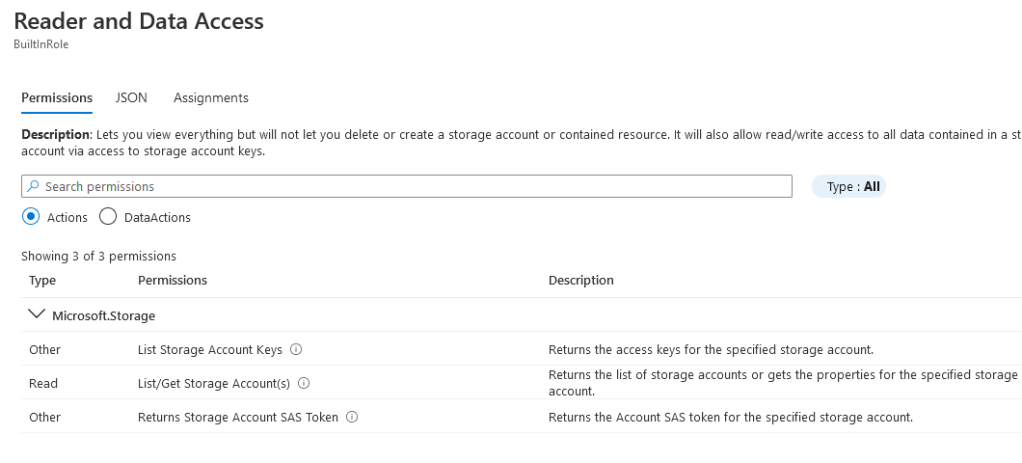 Reader and Data Access
BuiltInRole
Permissions JSON Assignments
Description: Lets you view everything but will not let you delete or create a storage account or contained resource. It will also allow read/write access to all data contained in a st
account via access to storage account keys.
Search permissions Type : All
Actions DataActions
Showing 3 of 3 permissions
Type Permissions Description
Microsoft.Storage
Other List Storage Account Keys Returns the access keys for the specified storage account.
Read List/Get Storage Account(s) Returns the list of storage accounts or gets the properties for the specified storage
account.
Other Returns Storage Account SAS Token Returns the Account SAS token for the specified storage account.